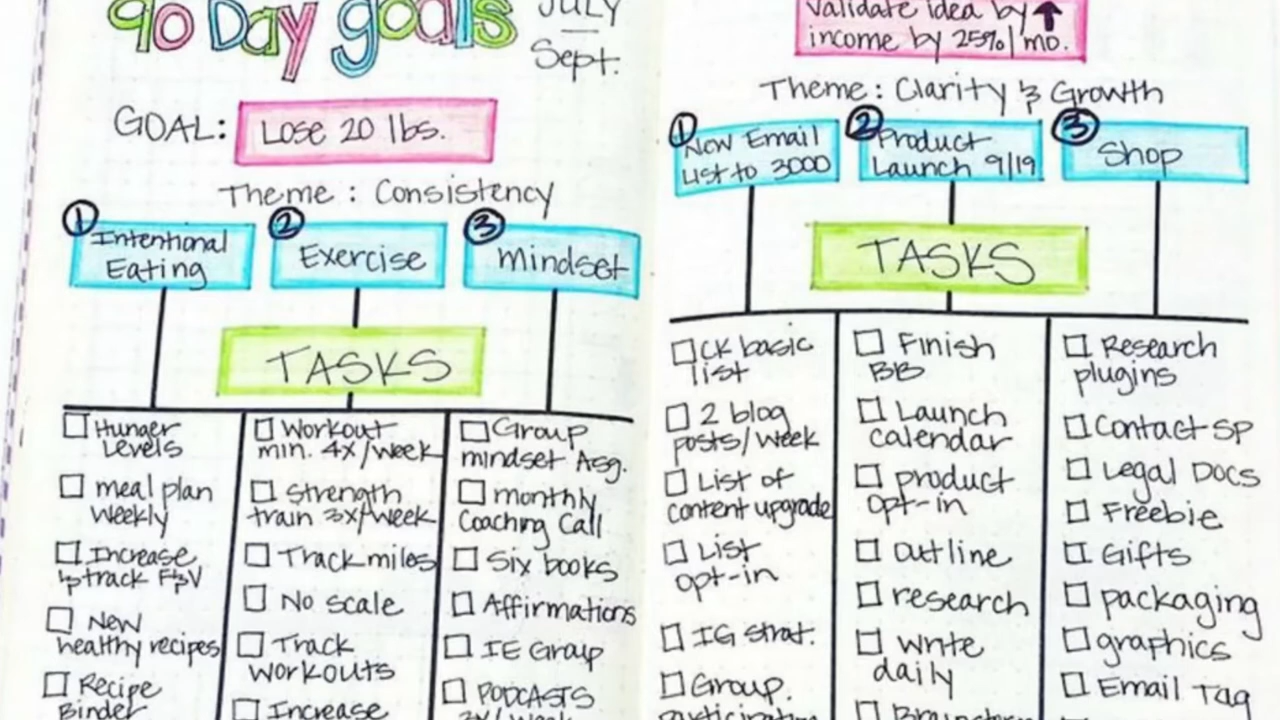 90 Day goals
July
—
Sept.
GOAL: Lose 20 lbs.
Theme: Consistency
① Intentional
Eating
② Exercise
③ Mindset
TASKS
☐ Hunger
Levels
☐ meal plan
Weekly
☐ Increase
& track F&V
☐ New
healthy recipes
☐ Recipe
Binder
☐ Workout
min. 4x/week
☐ Strength
train 3x/week
☐ Track miles
☐ No scale
☐ Track
workouts
☐ Increase
☐ Group
mindset Asg.
☐ monthly
Coaching Call
☐ Six books
☐ Affirmations
☐ IE Group
☐ PODCASTS
Validate idea by ↑
income by 25%/mo.
Theme: Clarity & Growth
① New Email
List to 3000
② Product
Launch 9/19
③ Shop
TASKS
☐ CK basic
list
☐ 2 blog
posts/week
☐ List of
content upgrade
☐ List
opt-in
☐ IG strat.
☐ Group
participation
☐ Finish
BB
☐ Launch
calendar
☐ product
opt-in
☐ outline
☐ research
☐ write
daily
☐ Brainstorm
☐ Research
plugins
☐ Contact SP
☐ Legal Docs
☐ Freebie
☐ Gifts
☐ packaging
☐ graphics
☐ Email Tag